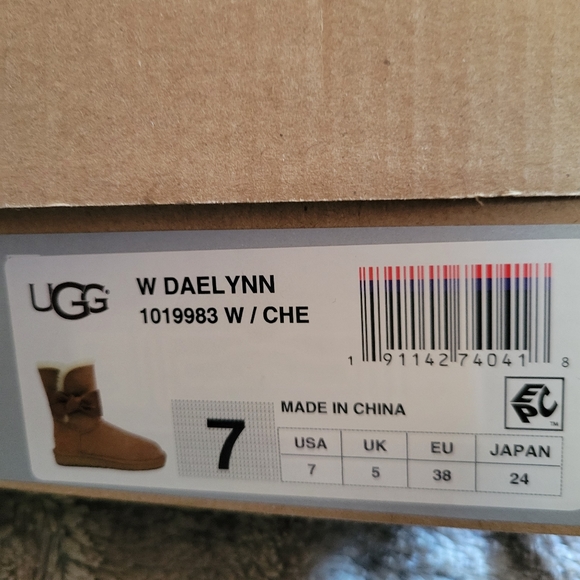 UGG
W DAELYNN
1019983 W / CHE
1 91142 74041 8
EPC™
7
MADE IN CHINA
USA UK EU JAPAN
7 5 38 24